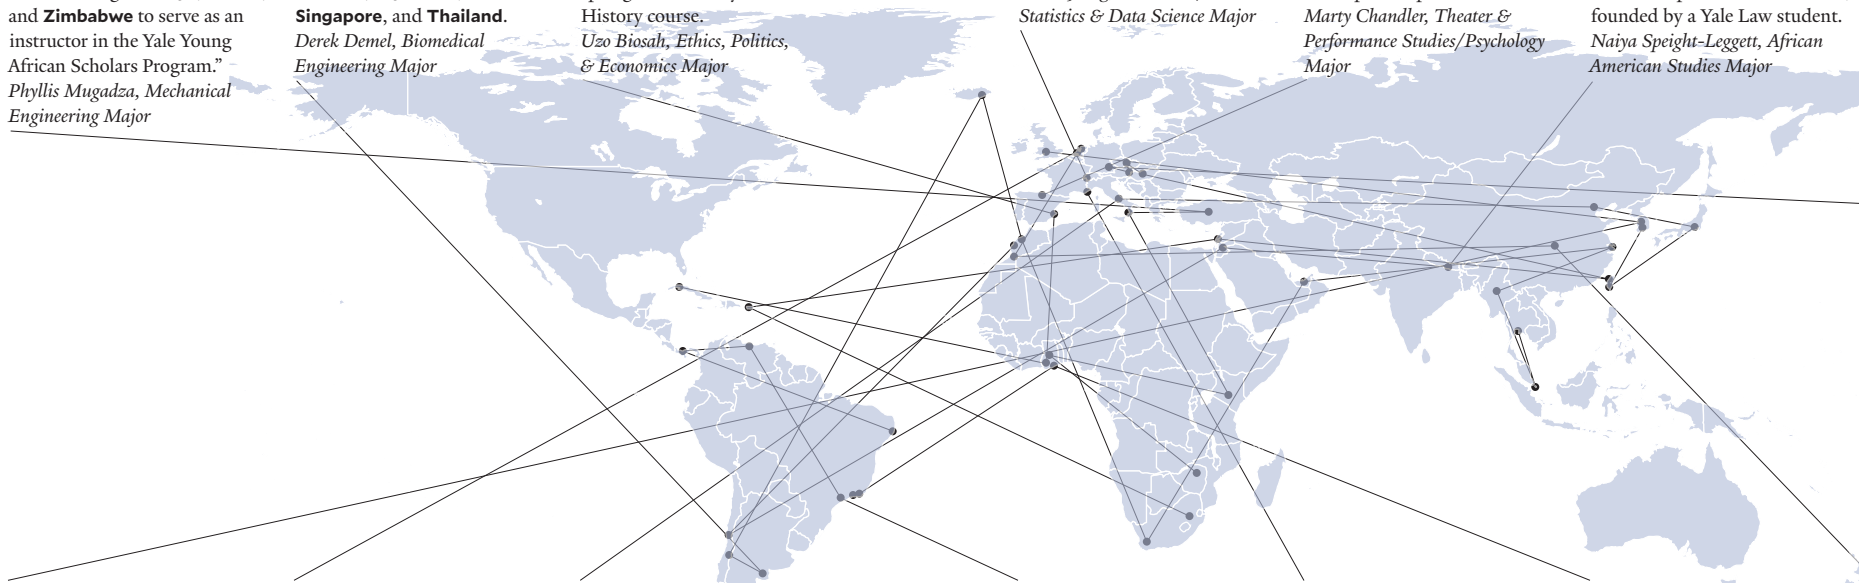 and Zimbabwe to serve as an
instructor in the Yale Young
African Scholars Program.”
Phyllis Mugadza, Mechanical
Engineering Major
Singapore, and Thailand.
Derek Demel, Biomedical
Engineering Major
History course.
Uzo Biosah, Ethics, Politics,
& Economics Major
Statistics & Data Science Major
Marty Chandler, Theater &
Performance Studies/Psychology
Major
founded by a Yale Law student.
Naiya Speight-Leggett, African
American Studies Major